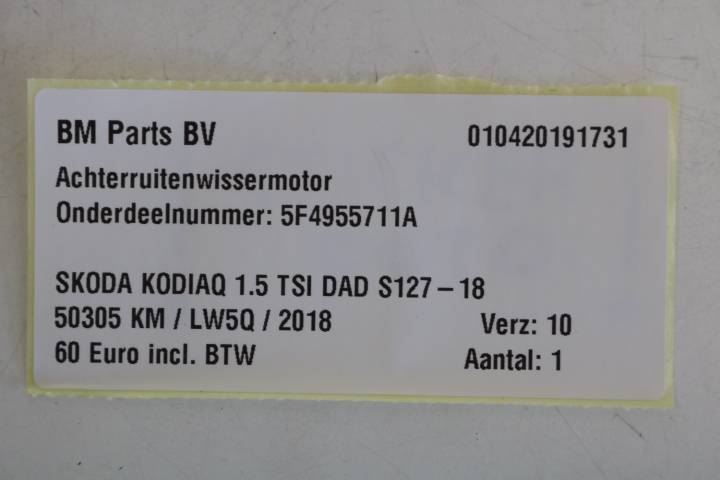 BM Parts BV 010420191731
Achterruitenwissermotor
Onderdeelnummer: 5F4955711A
SKODA KODIAQ 1.5 TSI DAD S127-18
50305 KM / LW5Q / 2018 Verz: 10
60 Euro incl. BTW Aantal: 1